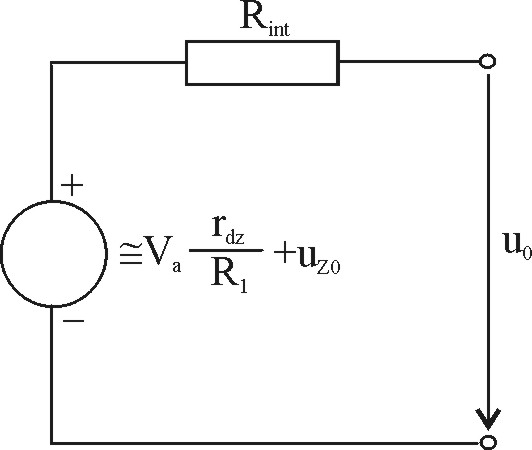 R_int
+
≅V_a r_dz/R_1 +u_Z0
−
u_0